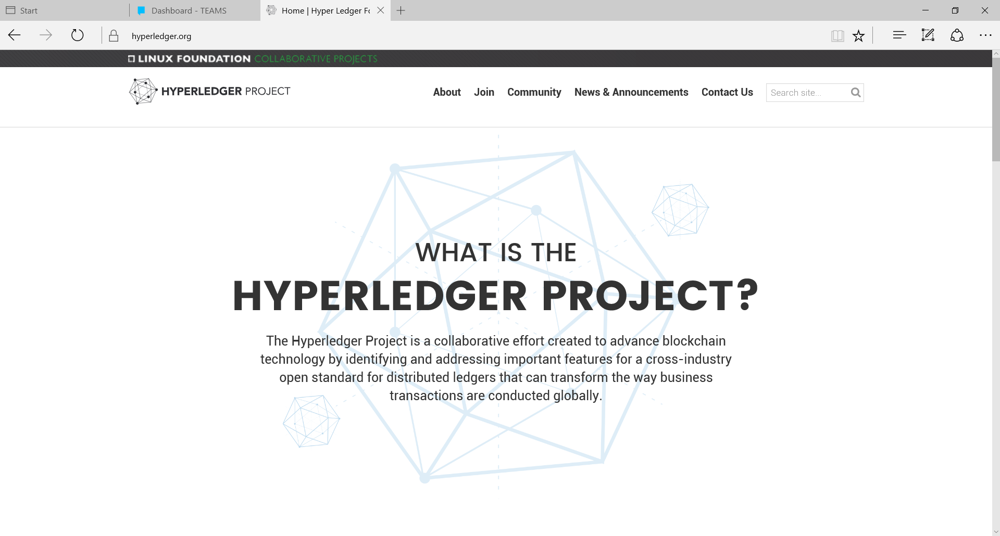 Start
Dashboard - TEAMS
Home | Hyper Ledger Fo
hyperledger.org
LINUX FOUNDATION COLLABORATIVE PROJECTS
HYPERLEDGER PROJECT
About Join Community News & Announcements Contact Us
Search site...
WHAT IS THE
HYPERLEDGER PROJECT?
The Hyperledger Project is a collaborative effort created to advance blockchain
technology by identifying and addressing important features for a cross-industry
open standard for distributed ledgers that can transform the way business
transactions are conducted globally.